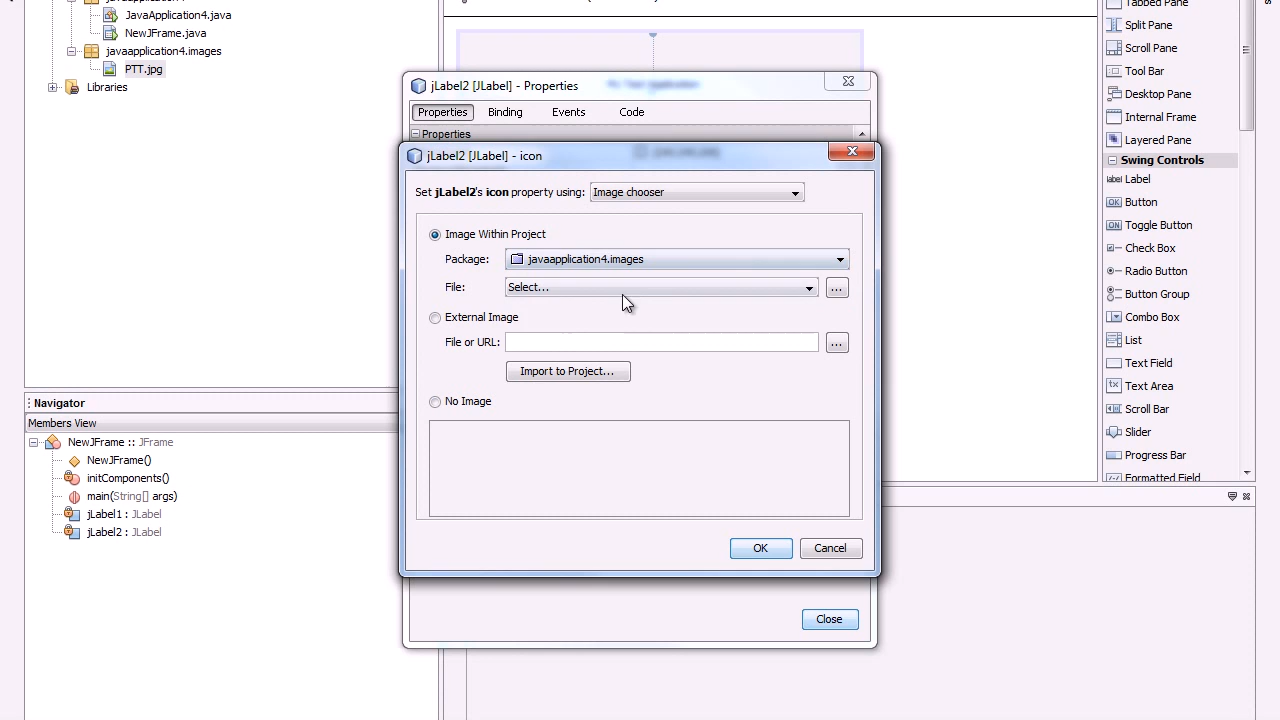 JavaApplication4.java
NewJFrame.java
javaapplication4.images
PTT.jpg
Libraries
Navigator
Members View
NewJFrame :: JFrame
NewJFrame()
initComponents()
main(String[] args)
jLabel1 : JLabel
jLabel2 : JLabel
jLabel2 [JLabel] - Properties
Properties Binding Events Code
Properties
jLabel2 [JLabel] - icon
Set jLabel2's icon property using: Image chooser
Image Within Project
Package: javaapplication4.images
File: Select... ...
External Image
File or URL: ...
Import to Project...
No Image
OK Cancel
Close
Tabbed Pane
Split Pane
Scroll Pane
Tool Bar
Desktop Pane
Internal Frame
Layered Pane
Swing Controls
label Label
OK Button
ON Toggle Button
Check Box
Radio Button
Button Group
Combo Box
List
Text Field
Text Area
Scroll Bar
Slider
Progress Bar
Formatted Field